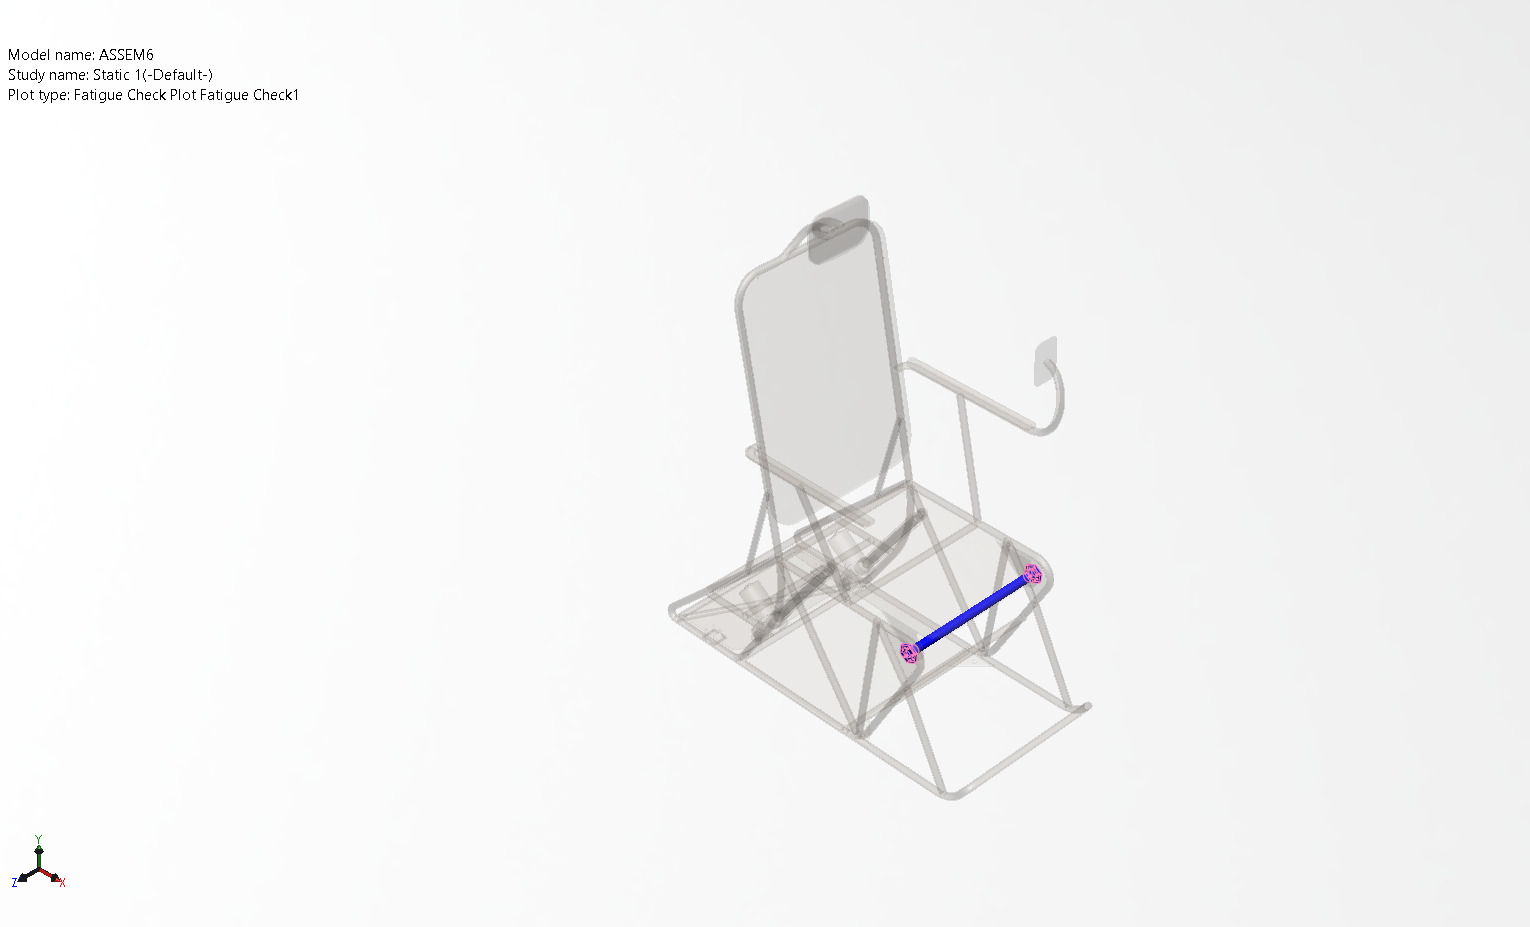 Model name: ASSEM6
Study name: Static 1(-Default-)
Plot type: Fatigue Check Plot Fatigue Check1
Y
Z
X